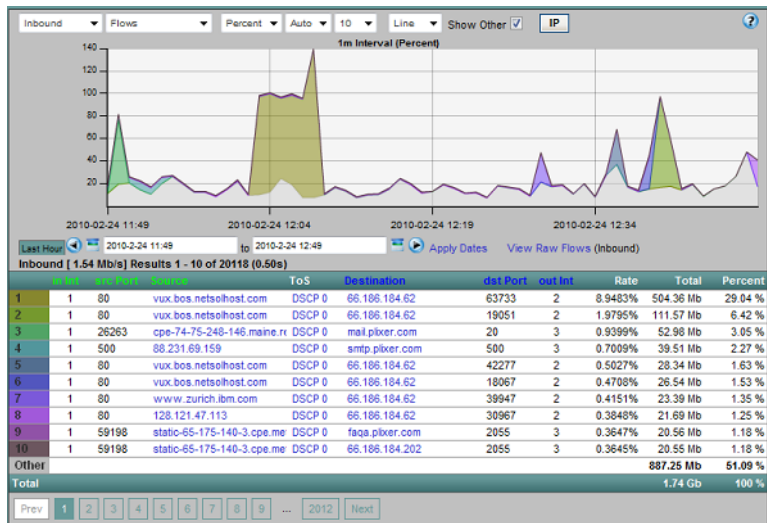 Inbound Flows Percent Auto 10 Line Show Other IP ?
1m Interval (Percent)
140
120
100
80
60
40
20
2010-02-24 11:49 2010-02-24 12:04 2010-02-24 12:19 2010-02-24 12:34
Last Hour 2010-2-24 11:49 to 2010-2-24 12:49 Apply Dates View Raw Flows (Inbound)
Inbound [ 1.54 Mb/s] Results 1 - 10 of 20118 (0.50s)
in Int src Port Source ToS Destination dst Port out Int Rate Total Percent
1 1 80 vux.bos.netsolhost.com DSCP 0 66.186.184.62 63733 2 8.9483% 504.36 Mb 29.04 %
2 1 80 vux.bos.netsolhost.com DSCP 0 66.186.184.62 19051 2 1.9795% 111.57 Mb 6.42 %
3 1 26263 cpe-74-75-248-146.maine.re DSCP 0 mail.plixer.com 20 3 0.9399% 52.98 Mb 3.05 %
4 1 500 88.231.69.159 DSCP 0 smtp.plixer.com 500 3 0.7009% 39.51 Mb 2.27 %
5 1 80 vux.bos.netsolhost.com DSCP 0 66.186.184.62 42277 2 0.5027% 28.34 Mb 1.63 %
6 1 80 vux.bos.netsolhost.com DSCP 0 66.186.184.62 18067 2 0.4708% 26.54 Mb 1.53 %
7 1 80 www.zurich.ibm.com DSCP 0 66.186.184.62 39947 2 0.4151% 23.39 Mb 1.35 %
8 1 80 128.121.47.113 DSCP 0 66.186.184.62 30967 2 0.3848% 21.69 Mb 1.25 %
9 1 59198 static-65-175-140-3.cpe.me DSCP 0 faqa.plixer.com 2055 3 0.3647% 20.56 Mb 1.18 %
10 1 59198 static-65-175-140-3.cpe.me DSCP 0 66.186.184.202 2055 3 0.3645% 20.55 Mb 1.18 %
Other 887.25 Mb 51.09 %
Total 1.74 Gb 100 %
Prev 1 2 3 4 5 6 7 8 9 ... 2012 Next